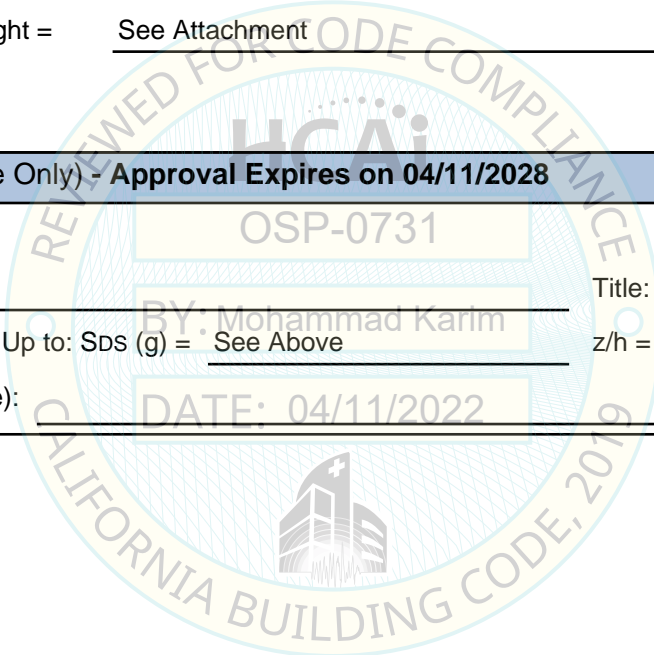 ght = See Attachment
REVIEWED FOR CODE COMPLIANCE
HCAi
e Only) - Approval Expires on 04/11/2028
OSP-0731
Title:
BY: Mohammad Karim
Up to: SDS (g) = See Above z/h =
e):
DATE: 04/11/2022
CALIFORNIA BUILDING CODE, 2019